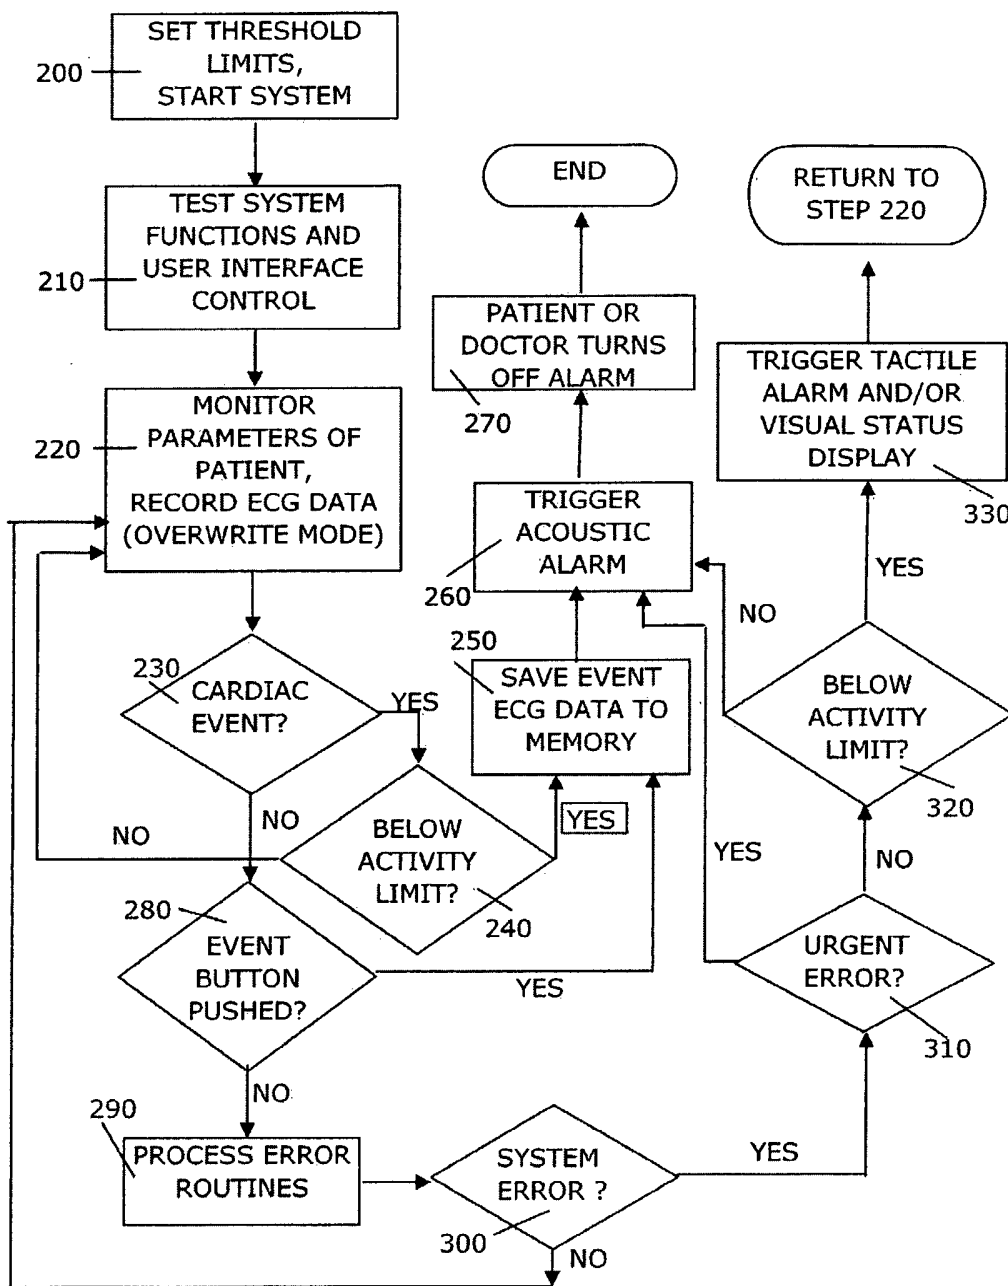 SET THRESHOLD
LIMITS,
START SYSTEM
200
TEST SYSTEM
FUNCTIONS AND
USER INTERFACE
CONTROL
210
MONITOR
PARAMETERS OF
PATIENT,
RECORD ECG DATA
(OVERWRITE MODE)
220
END
RETURN TO
STEP 220
PATIENT OR
DOCTOR TURNS
OFF ALARM
270
TRIGGER TACTILE
ALARM AND/OR
VISUAL STATUS
DISPLAY
330
TRIGGER
ACOUSTIC
ALARM
260
YES
NO
250
SAVE EVENT
ECG DATA TO
MEMORY
230
CARDIAC
EVENT?
YES
BELOW
ACTIVITY
LIMIT?
320
NO
NO
BELOW
ACTIVITY
LIMIT?
240
YES
YES
NO
280
EVENT
BUTTON
PUSHED?
YES
URGENT
ERROR?
310
NO
290
PROCESS ERROR
ROUTINES
SYSTEM
ERROR ?
300
YES
NO